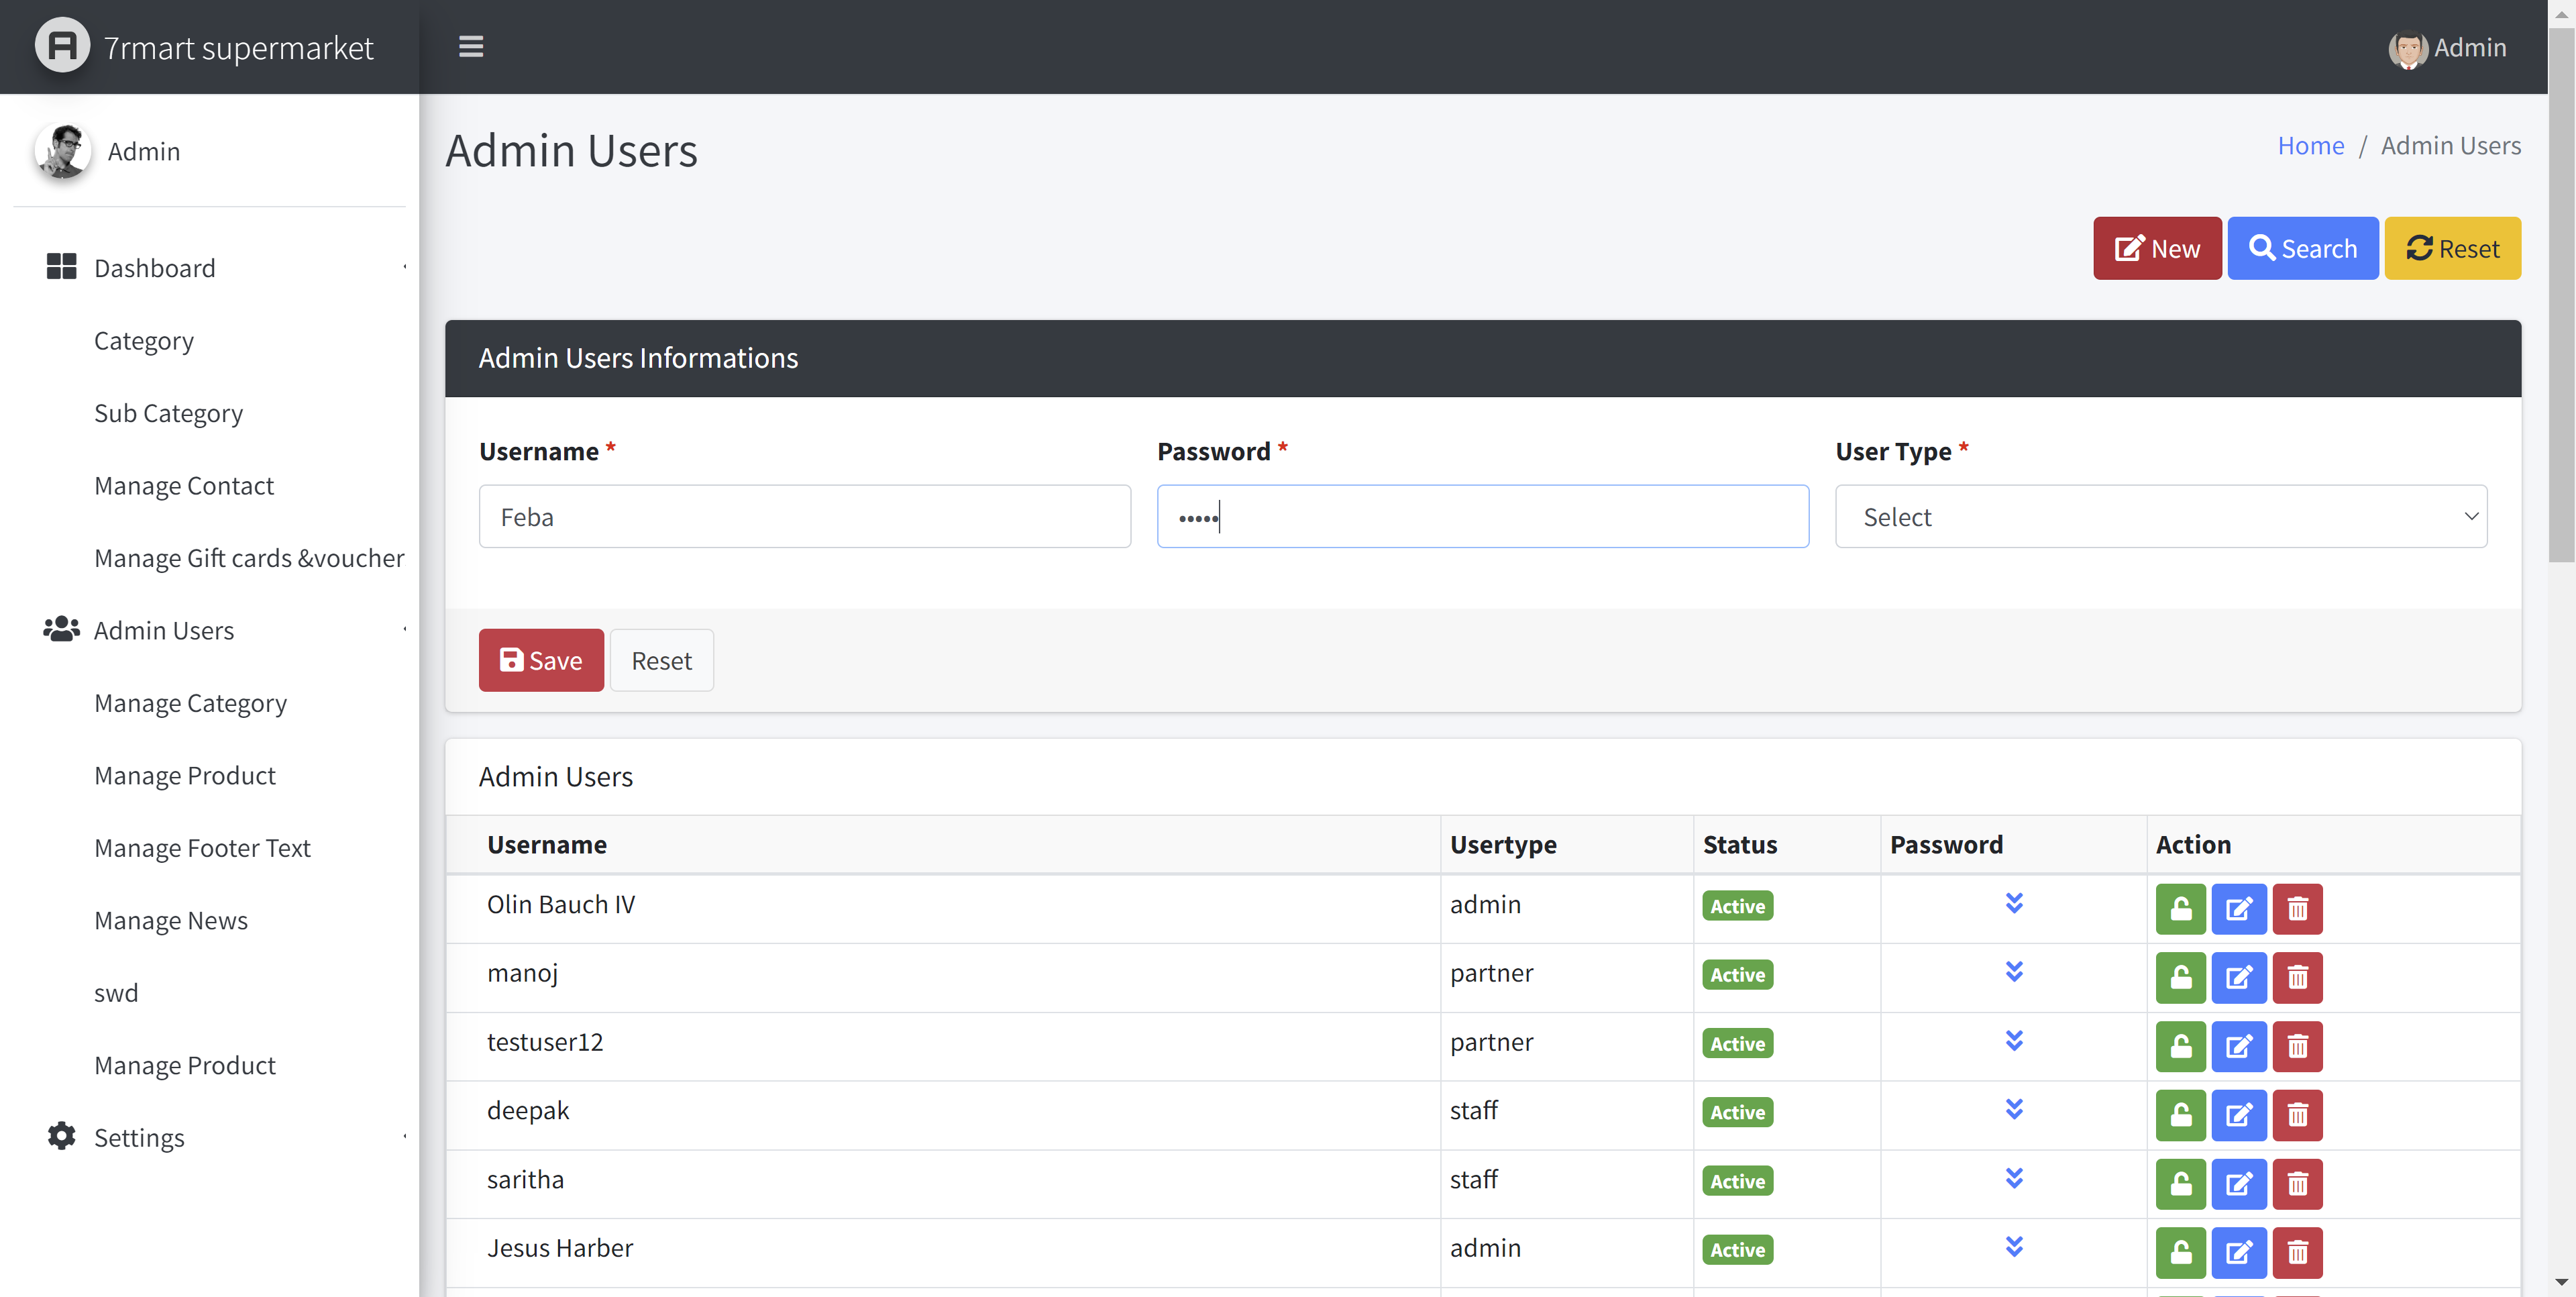 7rmart supermarket
Admin
Admin
Dashboard
Category
Sub Category
Manage Contact
Manage Gift cards &voucher
Admin Users
Manage Category
Manage Product
Manage Footer Text
Manage News
swd
Manage Product
Settings
Admin Users
Home / Admin Users
New Search Reset
Admin Users Informations
Username * Password * User Type *
Feba ••••• Select
Save Reset
Admin Users
Username Usertype Status Password Action
Olin Bauch IV admin Active
manoj partner Active
testuser12 partner Active
deepak staff Active
saritha staff Active
Jesus Harber admin Active